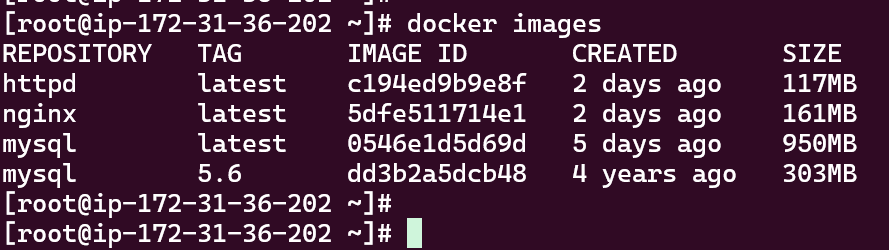 [root@ip-172-31-36-202 ~]# docker images
REPOSITORY   TAG       IMAGE ID       CREATED       SIZE
httpd        latest    c194ed9b9e8f   2 days ago    117MB
nginx        latest    5dfe511714e1   2 days ago    161MB
mysql        latest    0546e1d5d69d   5 days ago    950MB
mysql        5.6       dd3b2a5dcb48   4 years ago   303MB
[root@ip-172-31-36-202 ~]#
[root@ip-172-31-36-202 ~]#